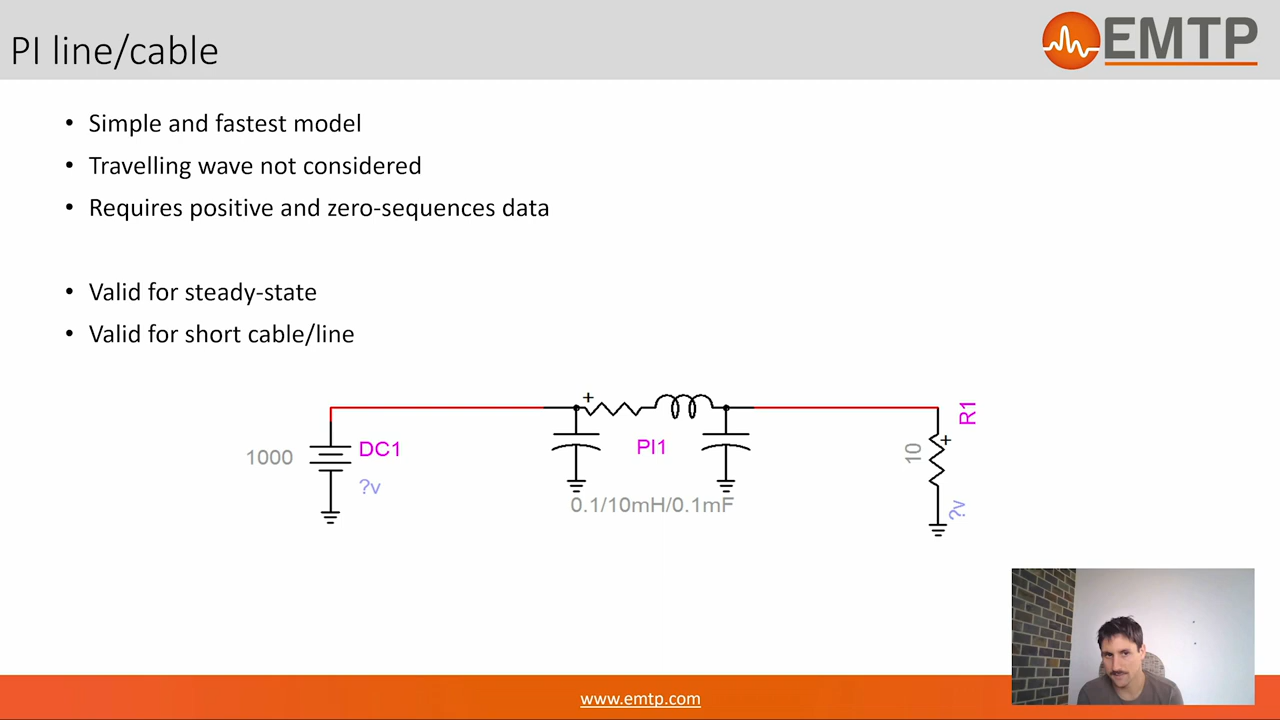 PI line/cable
EMTP
• Simple and fastest model
• Travelling wave not considered
• Requires positive and zero-sequences data
• Valid for steady-state
• Valid for short cable/line
+
R1
1000
DC1
?v
PI1
10
+
0.1/10mH/0.1mF
?v
www.emtp.com